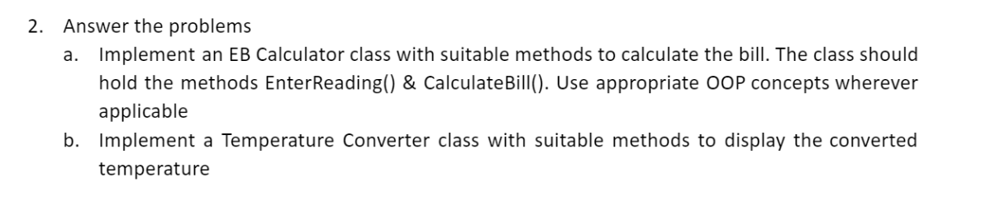 2. Answer the problems
a. Implement an EB Calculator class with suitable methods to calculate the bill. The class should
hold the methods EnterReading() & CalculateBill(). Use appropriate OOP concepts wherever
applicable
b. Implement a Temperature Converter class with suitable methods to display the converted
temperature